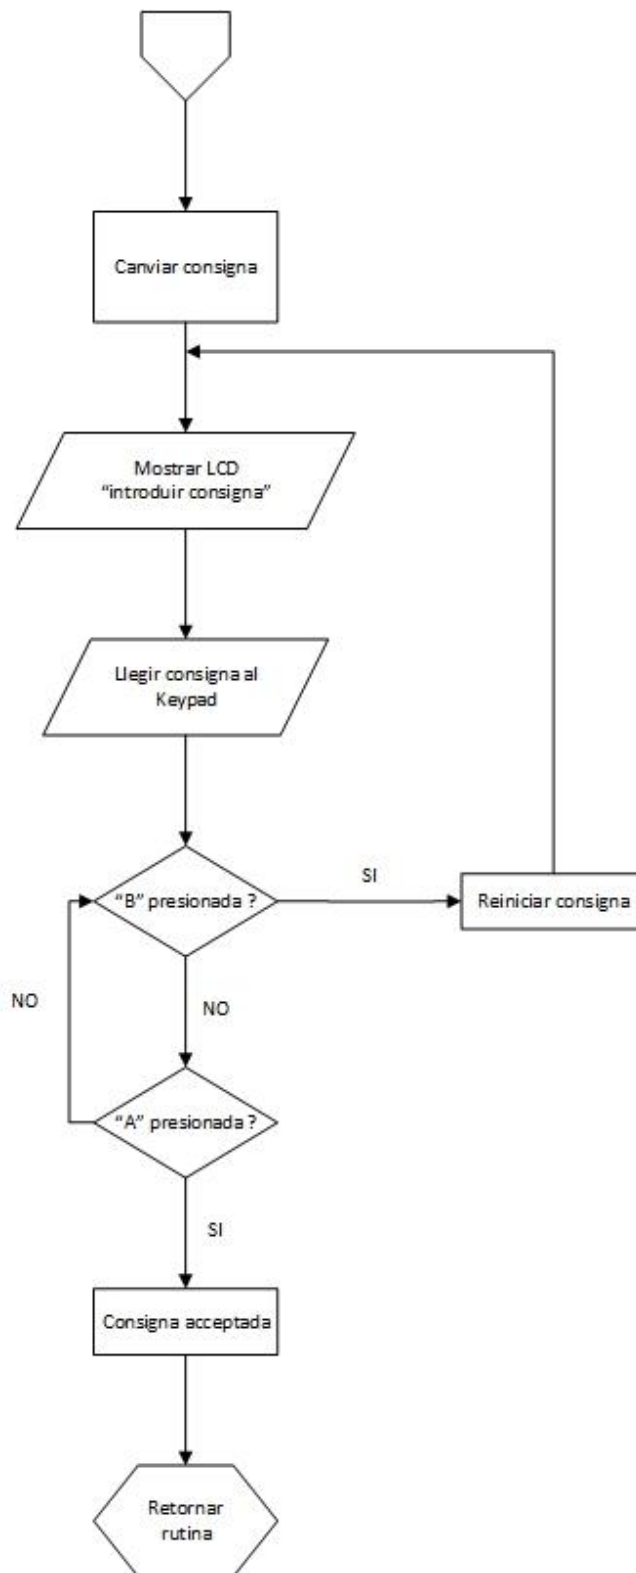 Canviar consigna
Mostrar LCD
“introduir consigna”
Llegir consigna al
Keypad
“B” presionada ?
SI
Reiniciar consigna
NO
NO
“A” presionada ?
SI
Consigna acceptada
Retornar
rutina